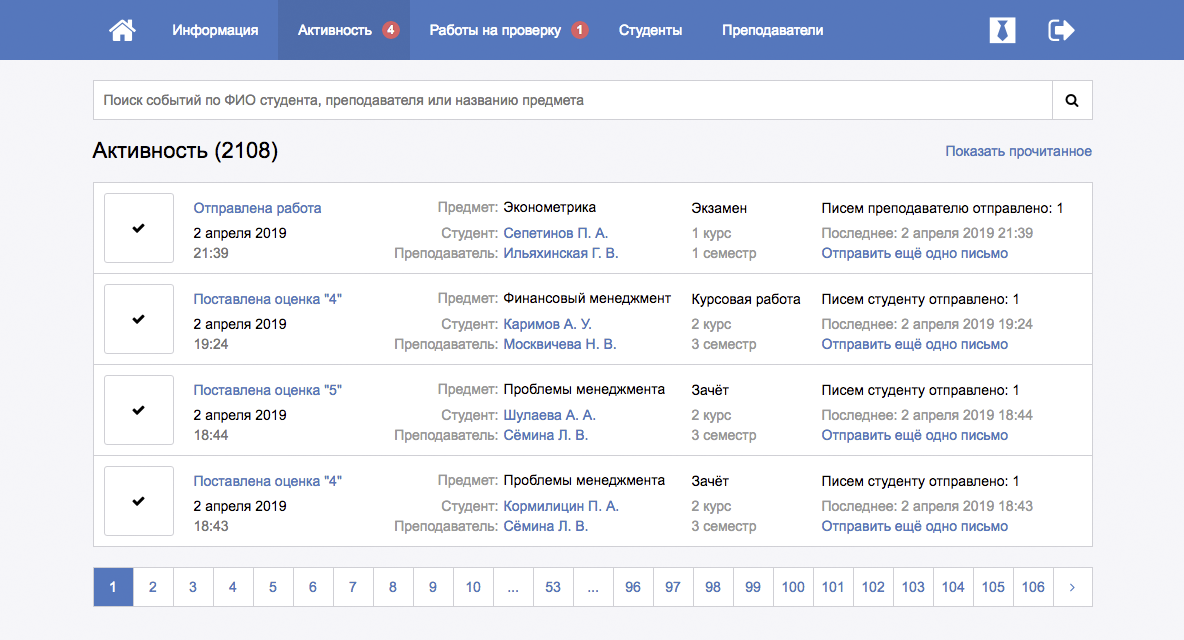 Информация Активность 4 Работы на проверку 1 Студенты Преподаватели
Поиск событий по ФИО студента, преподавателя или названию предмета
Активность (2108) Показать прочитанное
Отправлена работа Предмет: Эконометрика Экзамен Писем преподавателю отправлено: 1
2 апреля 2019 Студент: Сепетинов П. А. 1 курс Последнее: 2 апреля 2019 21:39
21:39 Преподаватель: Ильяхинская Г. В. 1 семестр Отправить ещё одно письмо
Поставлена оценка "4" Предмет: Финансовый менеджмент Курсовая работа Писем студенту отправлено: 1
2 апреля 2019 Студент: Каримов А. У. 2 курс Последнее: 2 апреля 2019 19:24
19:24 Преподаватель: Москвичева Н. В. 3 семестр Отправить ещё одно письмо
Поставлена оценка "5" Предмет: Проблемы менеджмента Зачёт Писем студенту отправлено: 1
2 апреля 2019 Студент: Шулаева А. А. 2 курс Последнее: 2 апреля 2019 18:44
18:44 Преподаватель: Сёмина Л. В. 3 семестр Отправить ещё одно письмо
Поставлена оценка "4" Предмет: Проблемы менеджмента Зачёт Писем студенту отправлено: 1
2 апреля 2019 Студент: Кормилицин П. А. 2 курс Последнее: 2 апреля 2019 18:43
18:43 Преподаватель: Сёмина Л. В. 3 семестр Отправить ещё одно письмо
1 2 3 4 5 6 7 8 9 10 ... 53 ... 96 97 98 99 100 101 102 103 104 105 106 ›